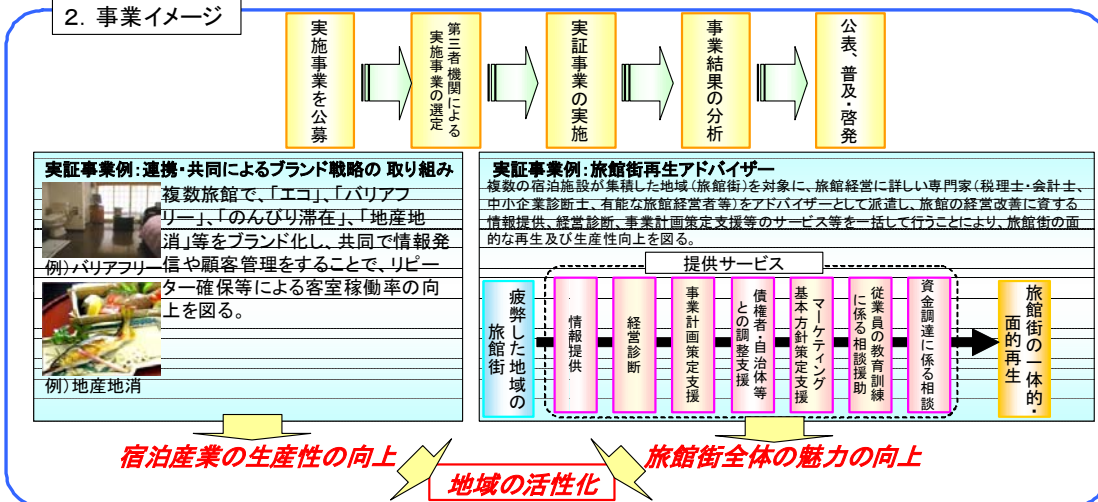 2．事業イメージ
実施事業を公募
第三者機関による
実施事業の選定
実証事業の実施
事業結果の分析
公表、普及・啓発
実証事業例：連携・共同によるブランド戦略の 取り組み
複数旅館で、「エコ」、「バリアフ
リー」、「のんびり滞在」、「地産地
消」等をブランド化し、共同で情報発
信や顧客管理をすることで、リピー
ター確保等による客室稼働率の向
上を図る。
例）バリアフリー
例）地産地消
実証事業例：旅館街再生アドバイザー
複数の宿泊施設が集積した地域（旅館街）を対象に、旅館経営に詳しい専門家（税理士・会計士、
中小企業診断士、有能な旅館経営者等）をアドバイザーとして派遣し、旅館の経営改善に資する
情報提供、経営診断、事業計画策定支援等のサービス等を一括して行うことにより、旅館街の面
的な再生及び生産性向上を図る。
提供サービス
疲弊した地域の
旅館街
情報提供
経営診断
事業計画策定支援
債権者・自治体等
との調整支援
マーケティング
基本方針策定支援
従業員の教育訓練
に係る相談援助
資金調達に係る相談
旅館街の一体的・
面的再生
宿泊産業の生産性の向上
旅館街全体の魅力の向上
地域の活性化